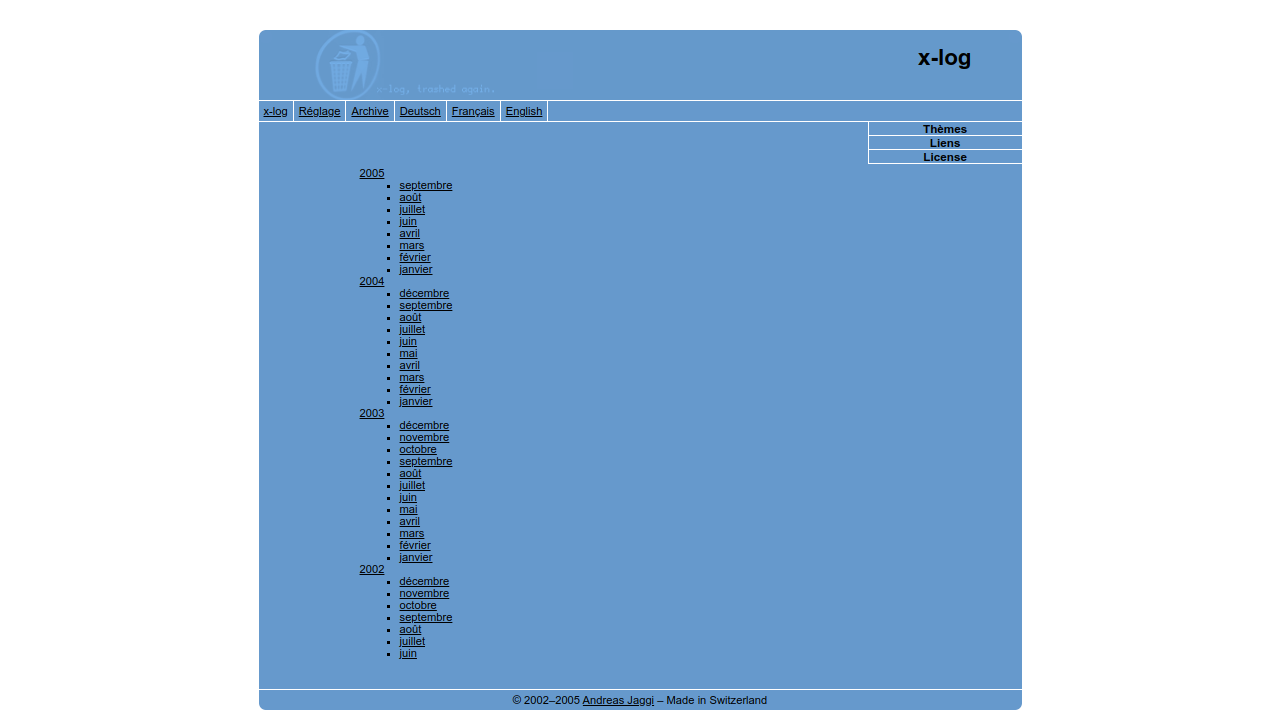 x-log
x-log, trashed again.
x-log Réglage Archive Deutsch Français English
Thèmes
Liens
License
2005
septembre
août
juillet
juin
avril
mars
février
janvier
2004
décembre
septembre
août
juillet
juin
mai
avril
mars
février
janvier
2003
décembre
novembre
octobre
septembre
août
juillet
juin
mai
avril
mars
février
janvier
2002
décembre
novembre
octobre
septembre
août
juillet
juin
© 2002–2005 Andreas Jaggi – Made in Switzerland